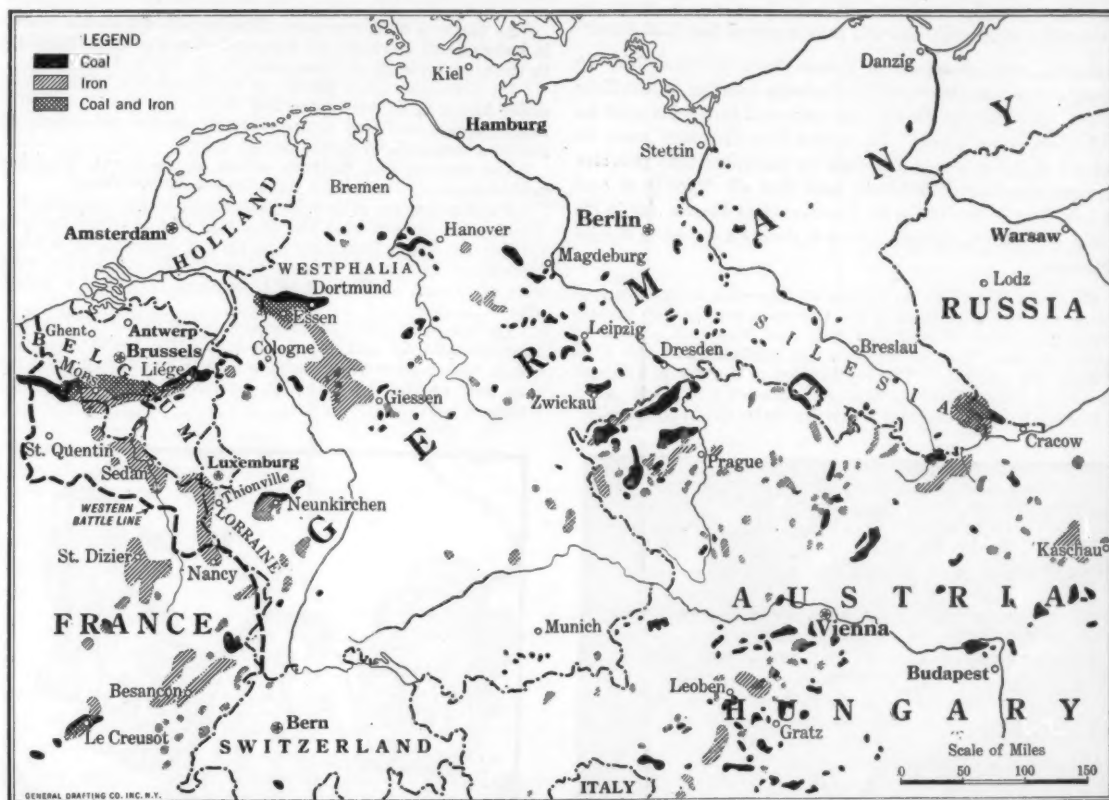 LEGEND
Coal
Iron
Coal and Iron
Kiel
Danzig
Hamburg
Stettin
Bremen
Berlin
Amsterdam
HOLLAND
Hanover
Magdeburg
Warsaw
Lodz
RUSSIA
WESTPHALIA
Dortmund
Essen
Ghent
Antwerp
Brussels
BELGIUM
Mons
Liége
Cologne
Leipzig
Dresden
SILESIA
Breslau
GERMANY
Giessen
Zwickau
Cracow
St. Quentin
Sedan
Luxemburg
Thionville
Prague
WESTERN
BATTLE LINE
LORRAINE
Neunkirchen
St. Dizier
Nancy
Kaschau
FRANCE
AUSTRIA
Munich
Vienna
Budapest
Besançon
Leoben
HUNGARY
Le Creusot
Bern
Gratz
SWITZERLAND
ITALY
Scale of Miles
0 50 100 150
GENERAL DRAFTING CO. INC. N.Y.